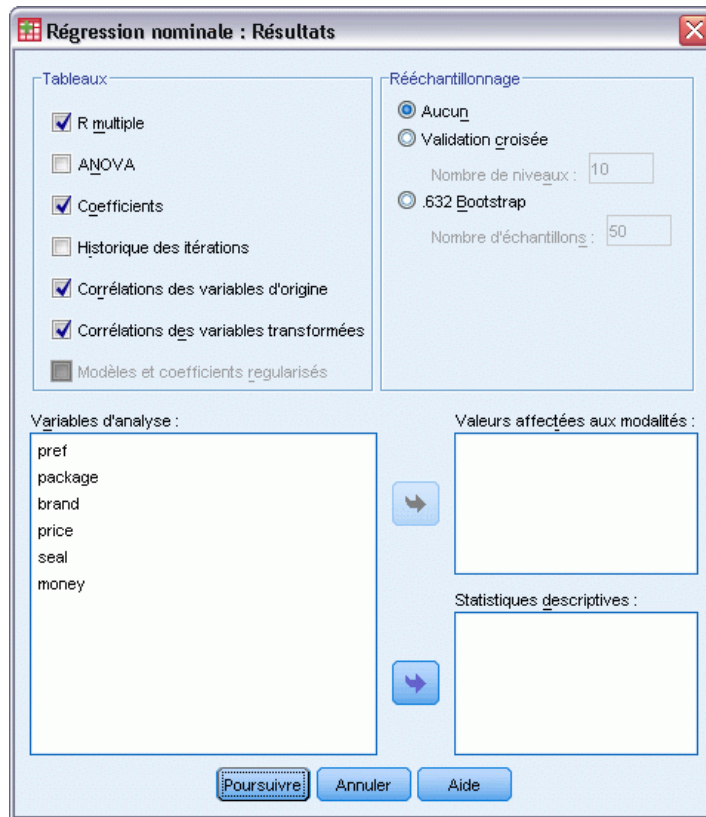 Régression nominale : Résultats
Tableaux
R multiple
ANOVA
Coefficients
Historique des itérations
Corrélations des variables d'origine
Corrélations des variables transformées
Modèles et coefficients regularisés
Rééchantillonnage
Aucun
Validation croisée
Nombre de niveaux : 10
.632 Bootstrap
Nombre d'échantillons : 50
Variables d'analyse :
pref
package
brand
price
seal
money
Valeurs affectées aux modalités :
Statistiques descriptives :
Poursuivre Annuler Aide